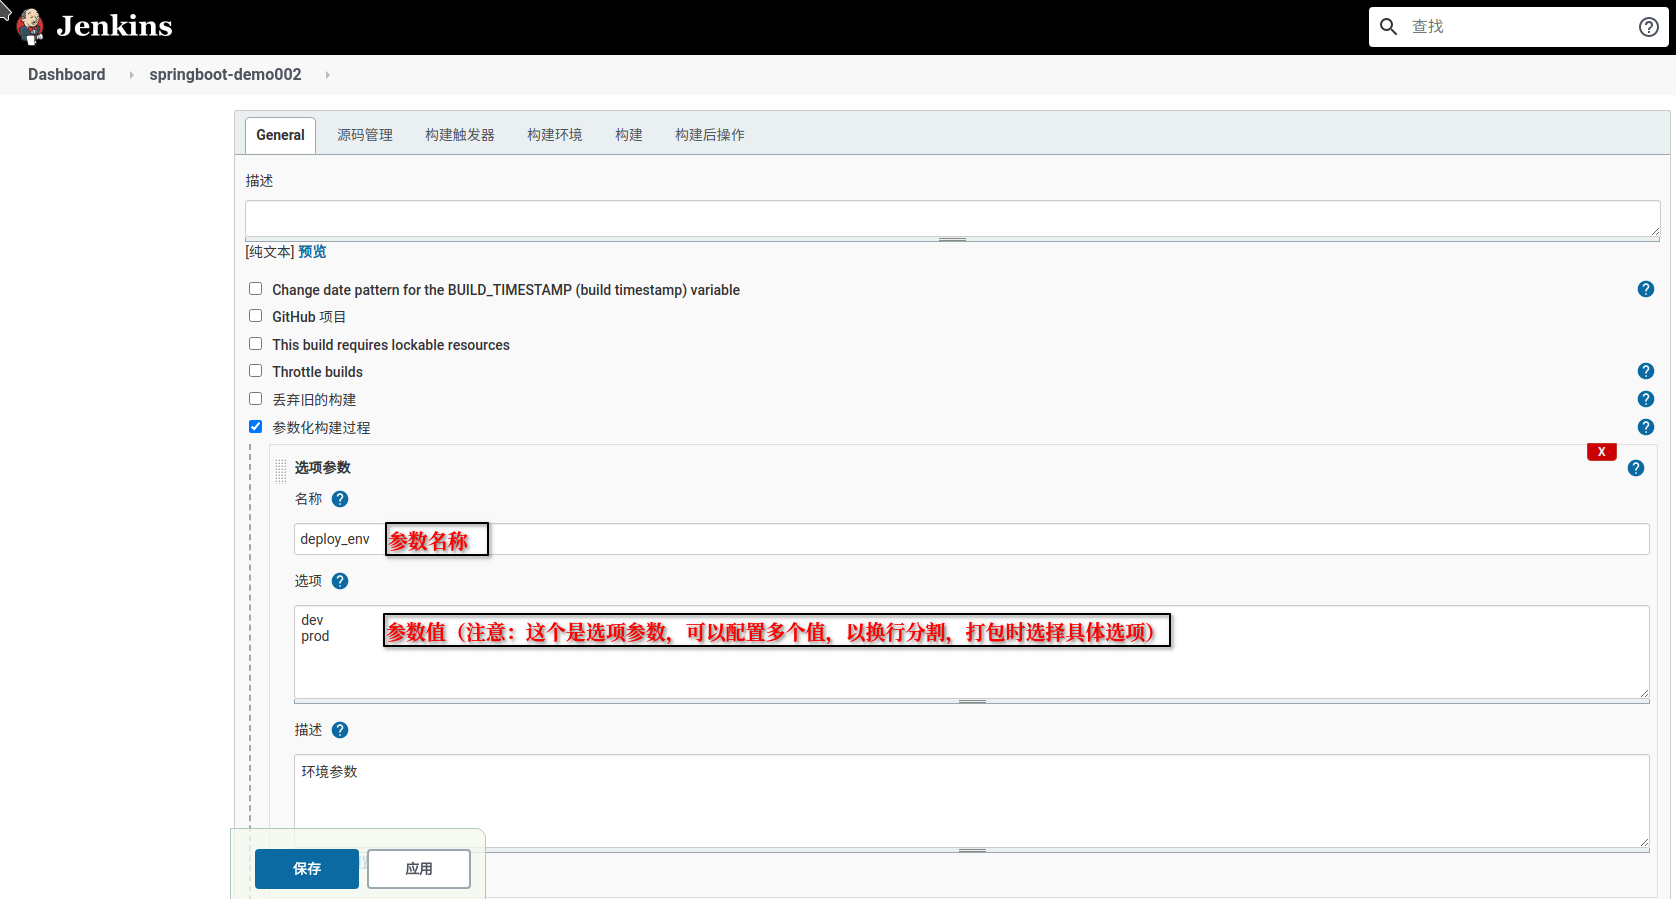 Jenkins
查找
Dashboard
springboot-demo002
General 源码管理 构建触发器 构建环境 构建 构建后操作
描述
[纯文本] 预览
Change date pattern for the BUILD_TIMESTAMP (build timestamp) variable
GitHub 项目
This build requires lockable resources
Throttle builds
丢弃旧的构建
参数化构建过程
X
选项参数
名称
deploy_env 参数名称
选项
dev
prod
参数值（注意：这个是选项参数，可以配置多个值，以换行分割，打包时选择具体选项）
描述
环境参数
保存 应用